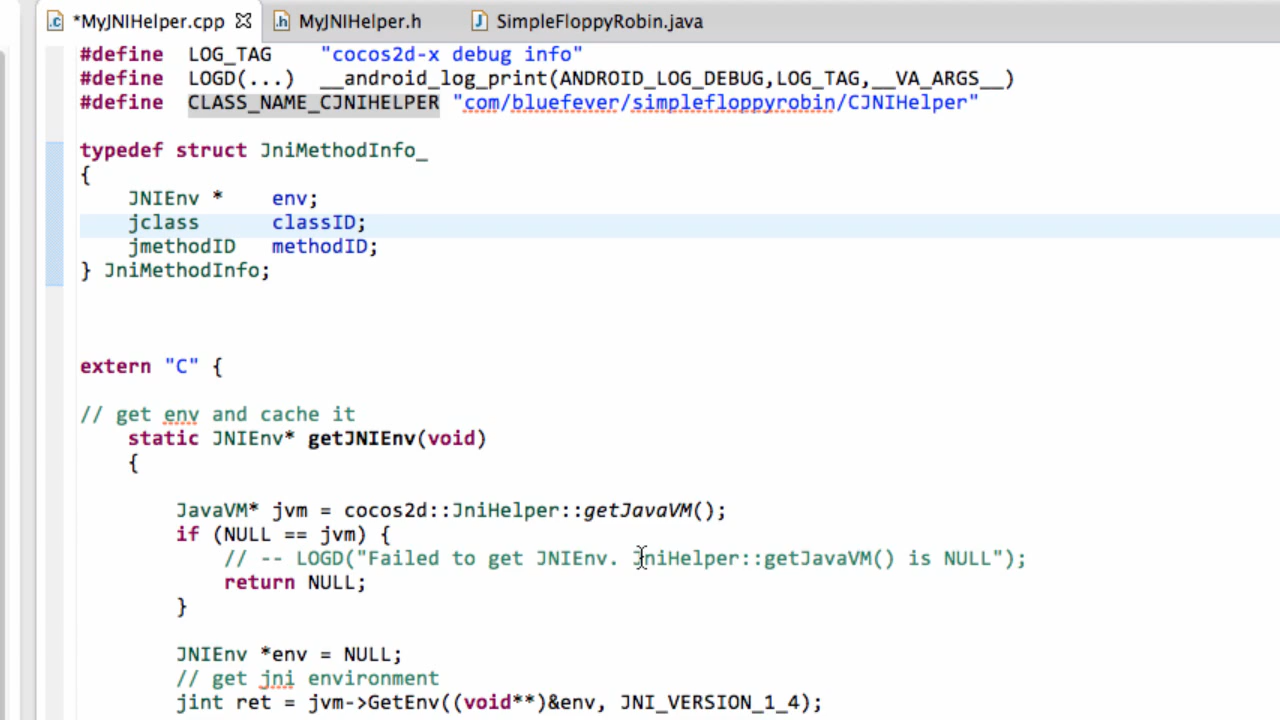 *MyJNIHelper.cpp MyJNIHelper.h SimpleFloppyRobin.java
#define LOG_TAG "cocos2d-x debug info"
#define LOGD(...) __android_log_print(ANDROID_LOG_DEBUG,LOG_TAG,__VA_ARGS__)
#define CLASS_NAME_CJNIHELPER "com/bluefever/simplefloppyrobin/CJNIHelper"
typedef struct JniMethodInfo_
{
JNIEnv * env;
jclass classID;
jmethodID methodID;
} JniMethodInfo;
extern "C" {
// get env and cache it
static JNIEnv* getJNIEnv(void)
{
JavaVM* jvm = cocos2d::JniHelper::getJavaVM();
if (NULL == jvm) {
// -- LOGD("Failed to get JNIEnv. JniHelper::getJavaVM() is NULL");
return NULL;
}
JNIEnv *env = NULL;
// get jni environment
jint ret = jvm->GetEnv((void**)&env, JNI_VERSION_1_4);